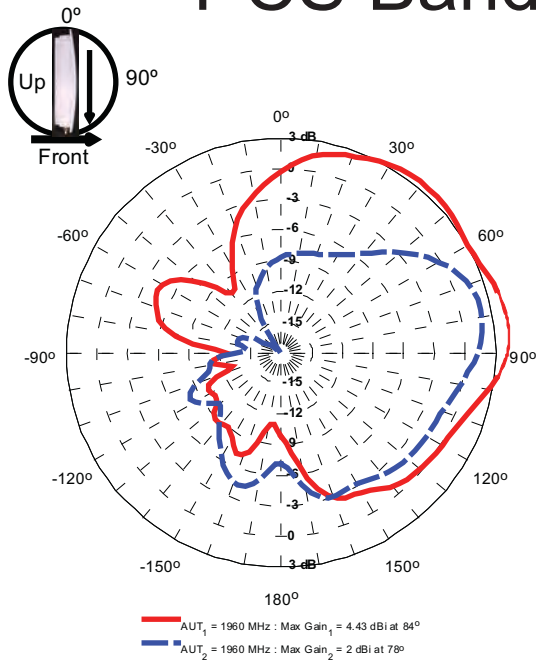 PCS Band
0º
Up
90º
Front
0º
3 dB
-30º
30º
0
-3
-60º
-6
60º
-9
-12
-15
-90º
90º
-15
-12
9
-120º
-6
120º
-3
0
-150º
150º
3 dB
180º
AUT1 = 1960 MHz : Max Gain1 = 4.43 dBi at 84º
AUT2 = 1960 MHz : Max Gain2 = 2 dBi at 78º